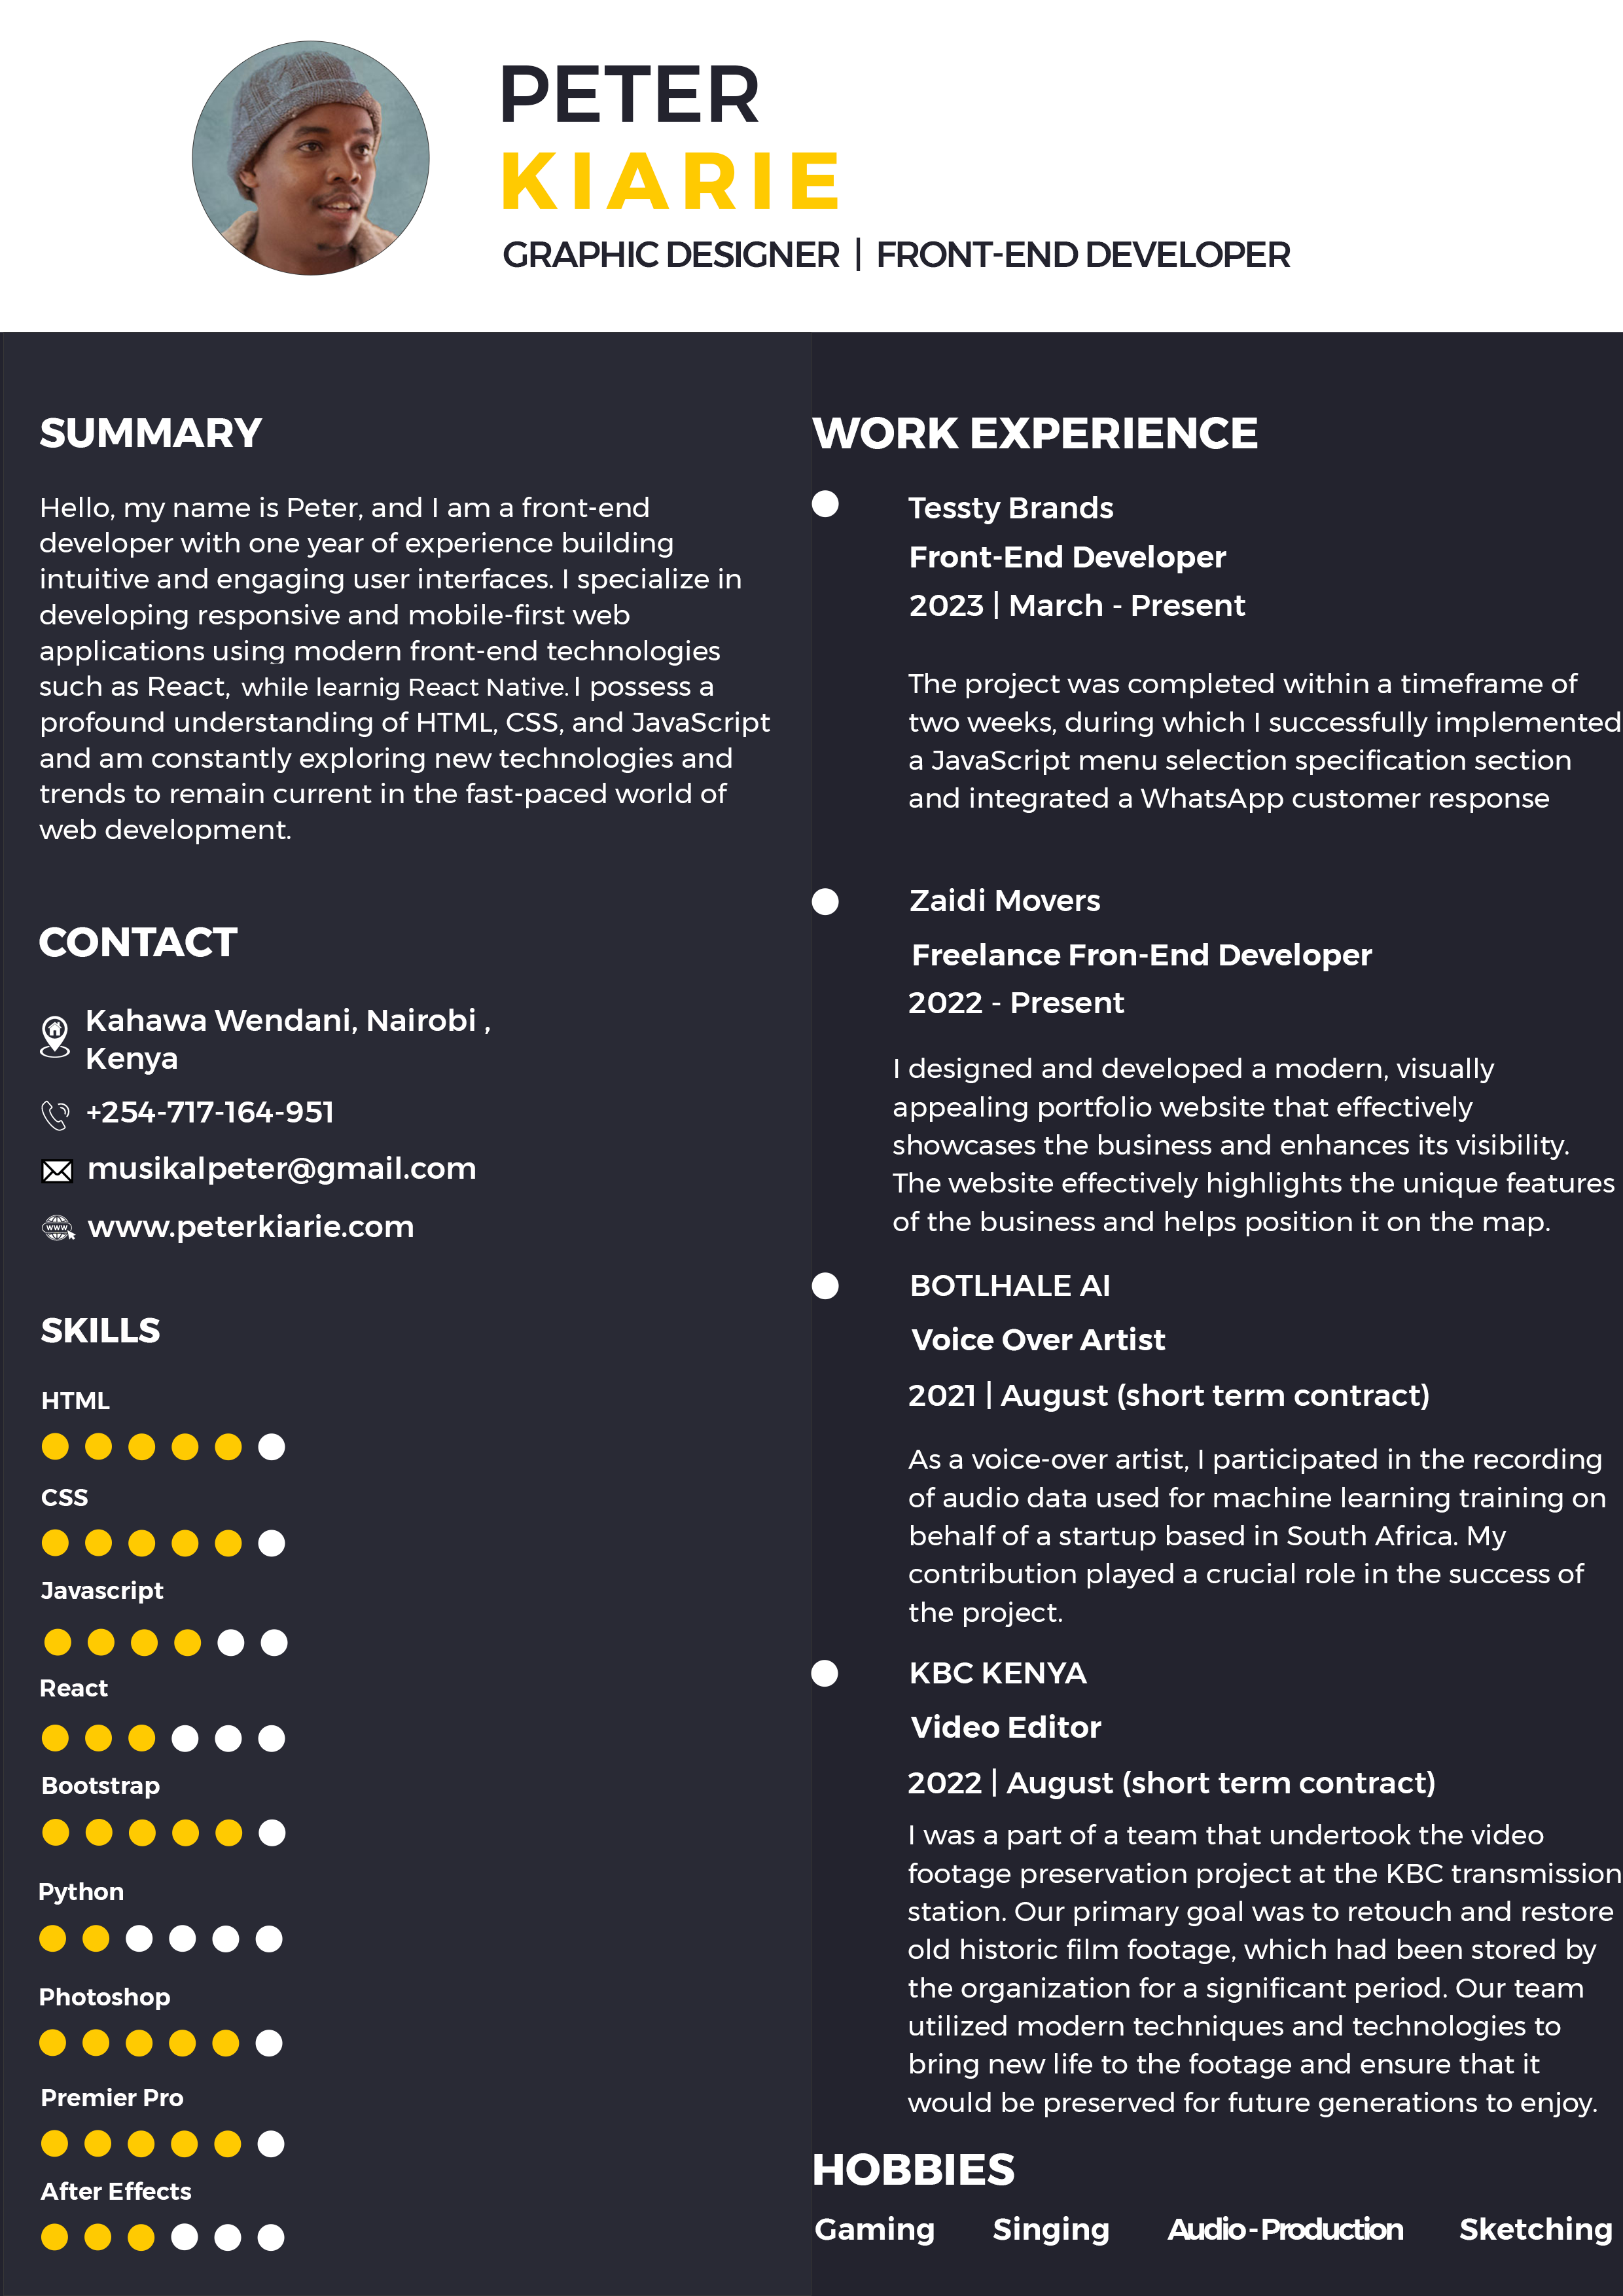 PETER
KIARIE
GRAPHIC DESIGNER | FRONT-END DEVELOPER
SUMMARY
Hello, my name is Peter, and I am a front-end
developer with one year of experience building
intuitive and engaging user interfaces. I specialize in
developing responsive and mobile-first web
applications using modern front-end technologies
such as React, while learnig React Native. I possess a
profound understanding of HTML, CSS, and JavaScript
and am constantly exploring new technologies and
trends to remain current in the fast-paced world of
web development.
CONTACT
Kahawa Wendani, Nairobi ,
Kenya
+254-717-164-951
musikalpeter@gmail.com
www www.peterkiarie.com
SKILLS
HTML
CSS
Javascript
React
Bootstrap
Python
Photoshop
Premier Pro
After Effects
WORK EXPERIENCE
Tessty Brands
Front-End Developer
2023 | March - Present
The project was completed within a timeframe of
two weeks, during which I successfully implemented
a JavaScript menu selection specification section
and integrated a WhatsApp customer response
Zaidi Movers
Freelance Fron-End Developer
2022 - Present
I designed and developed a modern, visually
appealing portfolio website that effectively
showcases the business and enhances its visibility.
The website effectively highlights the unique features
of the business and helps position it on the map.
BOTLHALE AI
Voice Over Artist
2021 | August (short term contract)
As a voice-over artist, I participated in the recording
of audio data used for machine learning training on
behalf of a startup based in South Africa. My
contribution played a crucial role in the success of
the project.
KBC KENYA
Video Editor
2022 | August (short term contract)
I was a part of a team that undertook the video
footage preservation project at the KBC transmission
station. Our primary goal was to retouch and restore
old historic film footage, which had been stored by
the organization for a significant period. Our team
utilized modern techniques and technologies to
bring new life to the footage and ensure that it
would be preserved for future generations to enjoy.
HOBBIES
Gaming Singing Audio-Production Sketching